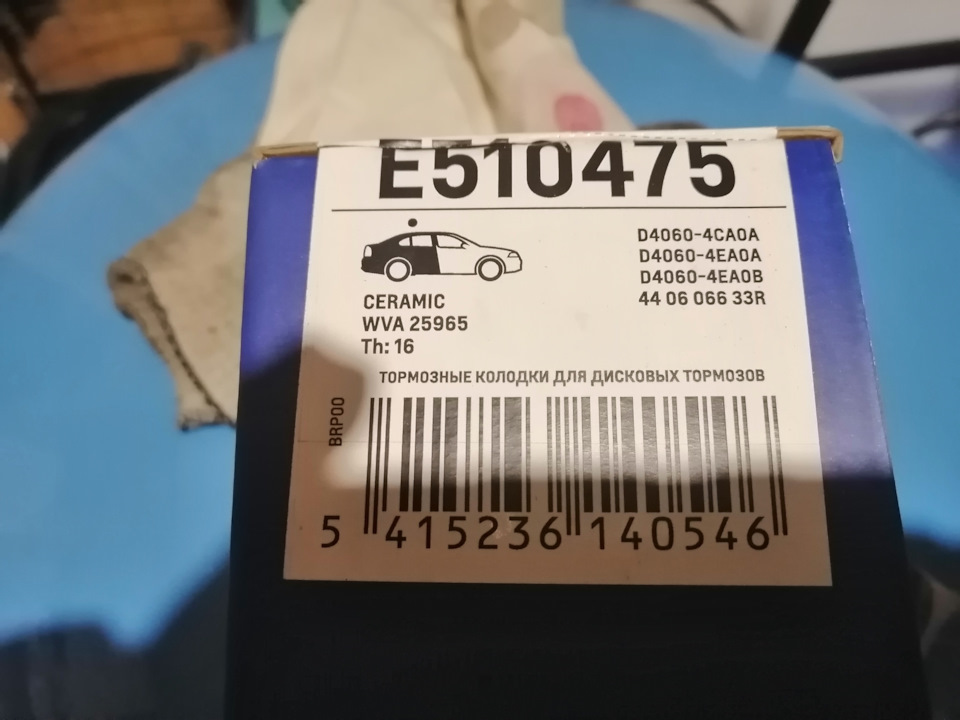 E510475
D4060-4CA0A
D4060-4EA0A
D4060-4EA0B
44 06 066 33R
CERAMIC
WVA 25965
Th: 16
ТОРМОЗНЫЕ КОЛОДКИ ДЛЯ ДИСКОВЫХ ТОРМОЗОВ
BRP00
5 415236 140546